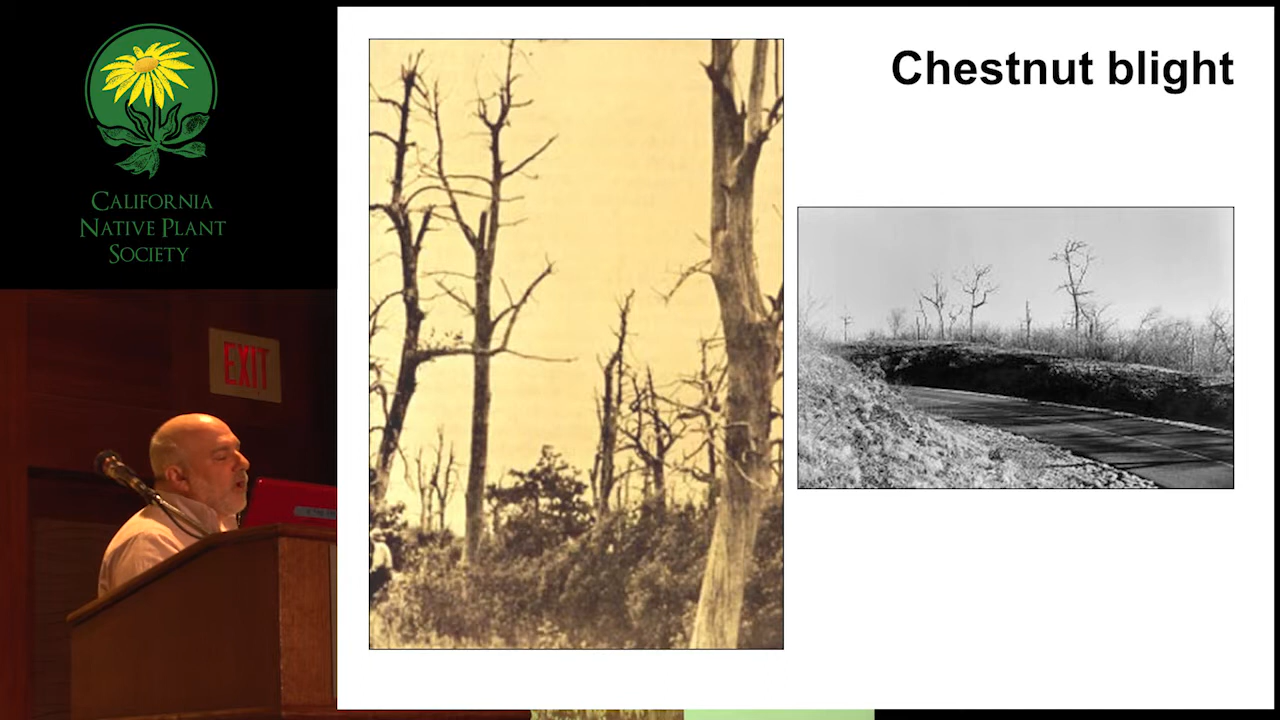 California
Native Plant
Society
Chestnut blight
EXIT